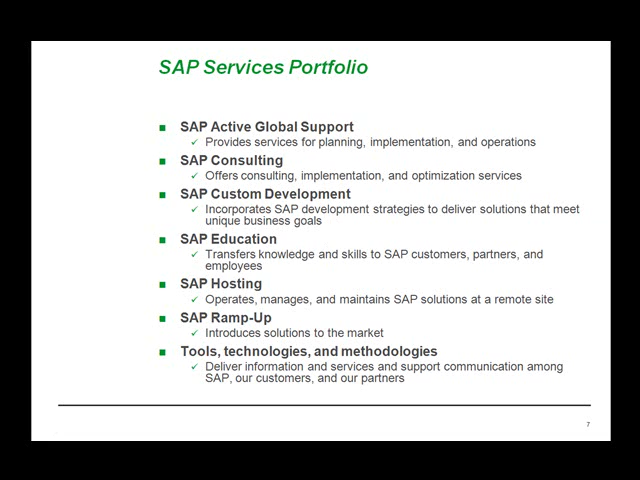 SAP Services Portfolio
SAP Active Global Support
Provides services for planning, implementation, and operations
SAP Consulting
Offers consulting, implementation, and optimization services
SAP Custom Development
Incorporates SAP development strategies to deliver solutions that meet
unique business goals
SAP Education
Transfers knowledge and skills to SAP customers, partners, and
employees
SAP Hosting
Operates, manages, and maintains SAP solutions at a remote site
SAP Ramp-Up
Introduces solutions to the market
Tools, technologies, and methodologies
Deliver information and services and support communication among
SAP, our customers, and our partners
7